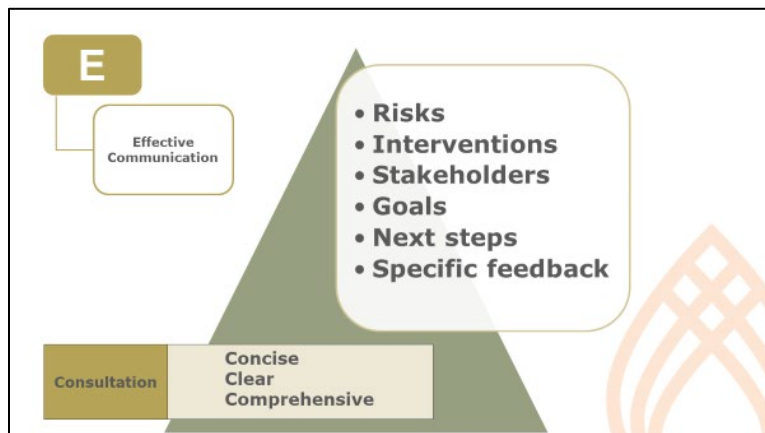 E
Effective
Communication
• Risks
• Interventions
• Stakeholders
• Goals
• Next steps
• Specific feedback
Consultation
Concise
Clear
Comprehensive